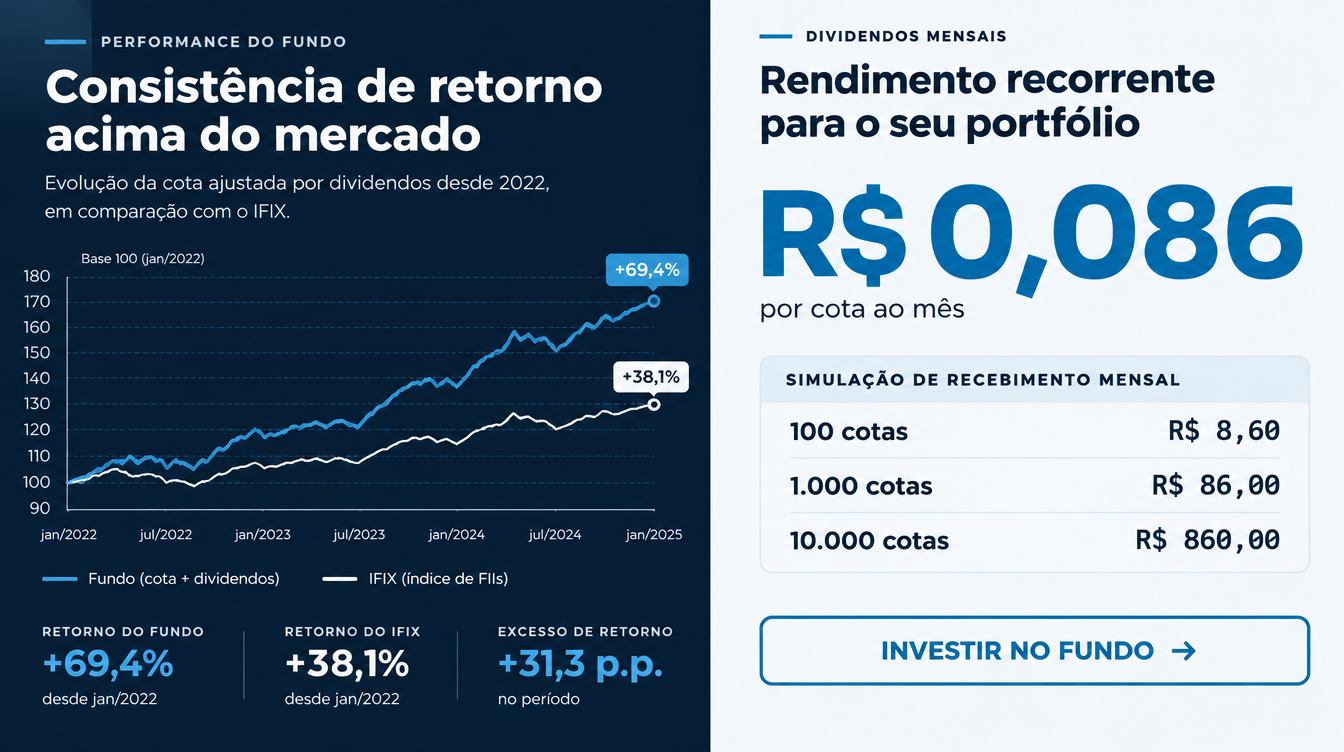 PERFORMANCE DO FUNDO
Consistência de retorno
acima do mercado
Evolução da cota ajustada por dividendos desde 2022,
em comparação com o IFIX.
Base 100 (jan/2022)
180
170
160
150
140
130
120
110
100
90
+69,4%
+38,1%
jan/2022 jul/2022 jan/2023 jul/2023 jan/2024 jul/2024 jan/2025
Fundo (cota + dividendos) IFIX (índice de FIIs)
RETORNO DO FUNDO
+69,4%
desde jan/2022
RETORNO DO IFIX
+38,1%
desde jan/2022
EXCESSO DE RETORNO
+31,3 p.p.
no período
DIVIDENDOS MENSAIS
Rendimento recorrente
para o seu portfólio
R$ 0,086
por cota ao mês
SIMULAÇÃO DE RECEBIMENTO MENSAL
100 cotas R$ 8,60
1.000 cotas R$ 86,00
10.000 cotas R$ 860,00
INVESTIR NO FUNDO →